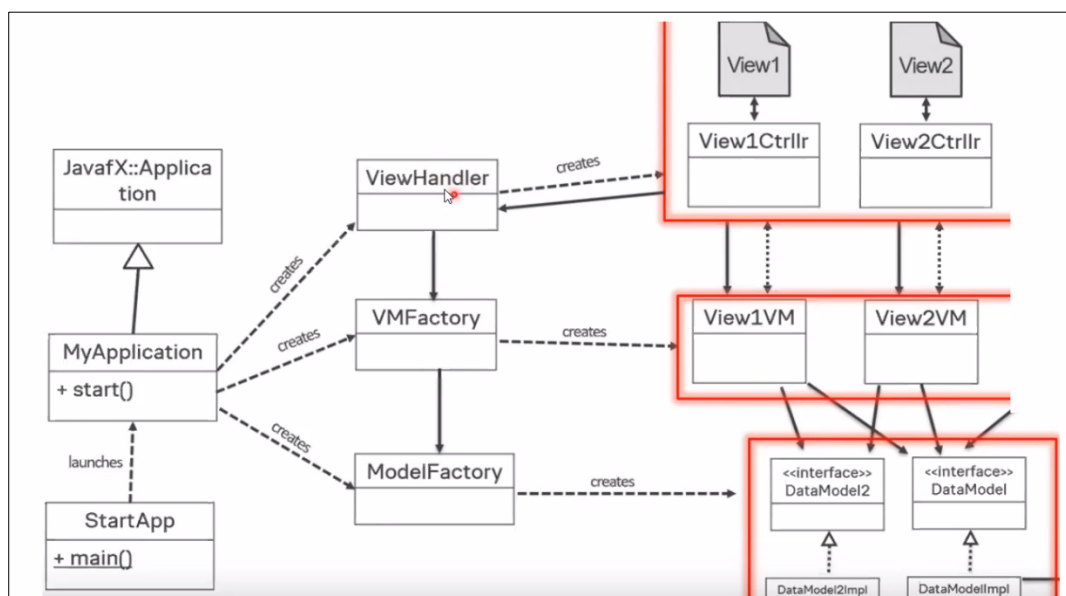 View1
View2
View1Ctrllr
View2Ctrllr
JavafX::Applica
tion
ViewHandler
creates
creates
VMFactory
creates
creates
View1VM
View2VM
MyApplication
+ start()
creates
launches
ModelFactory
creates
<<interface>>
DataModel2
<<interface>>
DataModel
StartApp
+ main()
DataModel2Impl
DataModelImpl